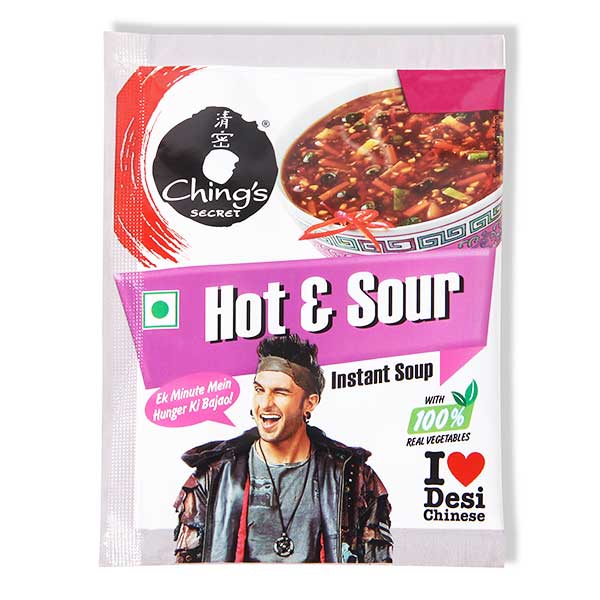 清
密
®
Ching's
SECRET
Hot & Sour
Instant Soup
Ek Minute Mein
Hunger Ki Bajao!
WITH
100%
REAL VEGETABLES
I ♥
Desi
Chinese